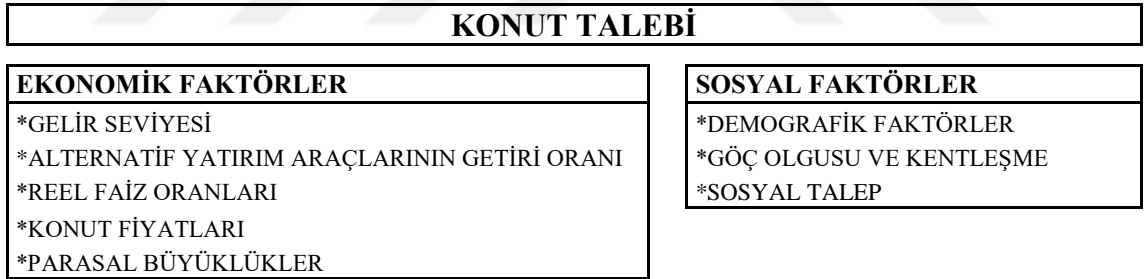 KONUT TALEBİ
EKONOMİK FAKTÖRLER
*GELİR SEVİYESİ
*ALTERNATİF YATIRIM ARAÇLARININ GETİRİ ORANI
*REEL FAİZ ORANLARI
*KONUT FİYATLARI
*PARASAL BÜYÜKLÜKLER
SOSYAL FAKTÖRLER
*DEMOGRAFİK FAKTÖRLER
*GÖÇ OLGUSU VE KENTLEŞME
*SOSYAL TALEP